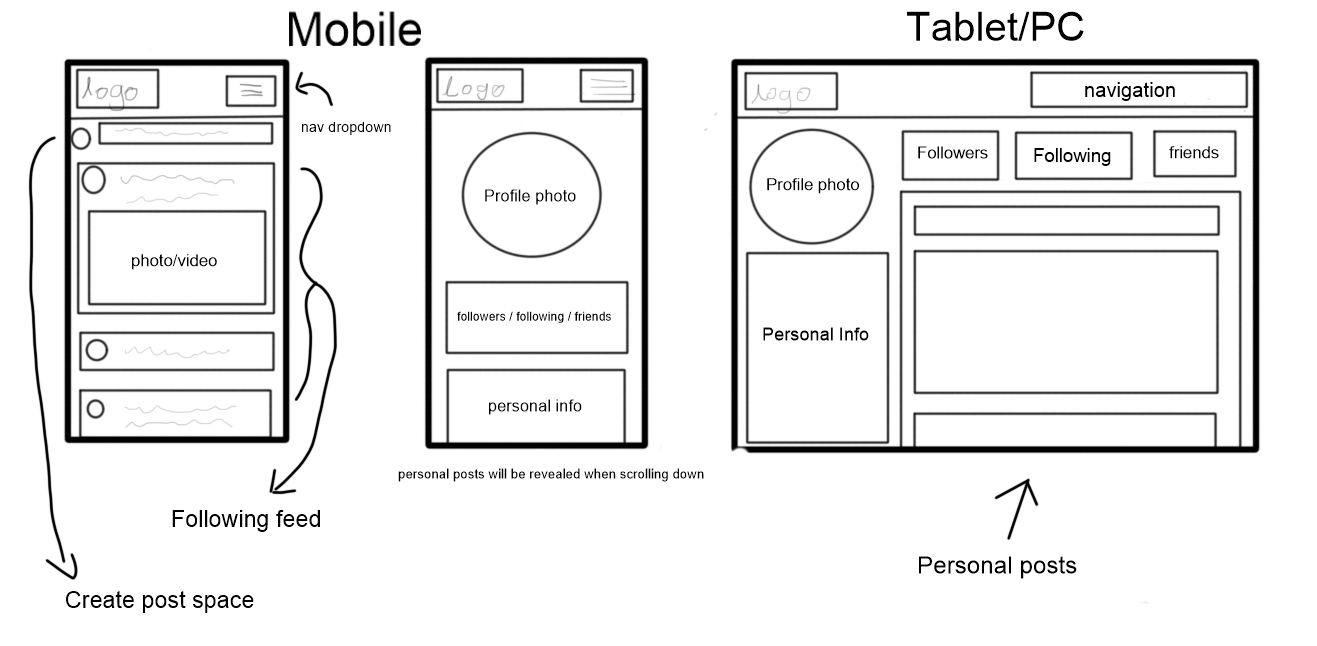 Mobile
Tablet/PC
logo
nav dropdown
photo/video
Following feed
Create post space
Logo
Profile photo
followers / following / friends
personal info
personal posts will be revealed when scrolling down
logo
navigation
Profile photo
Followers
Following
friends
Personal Info
Personal posts